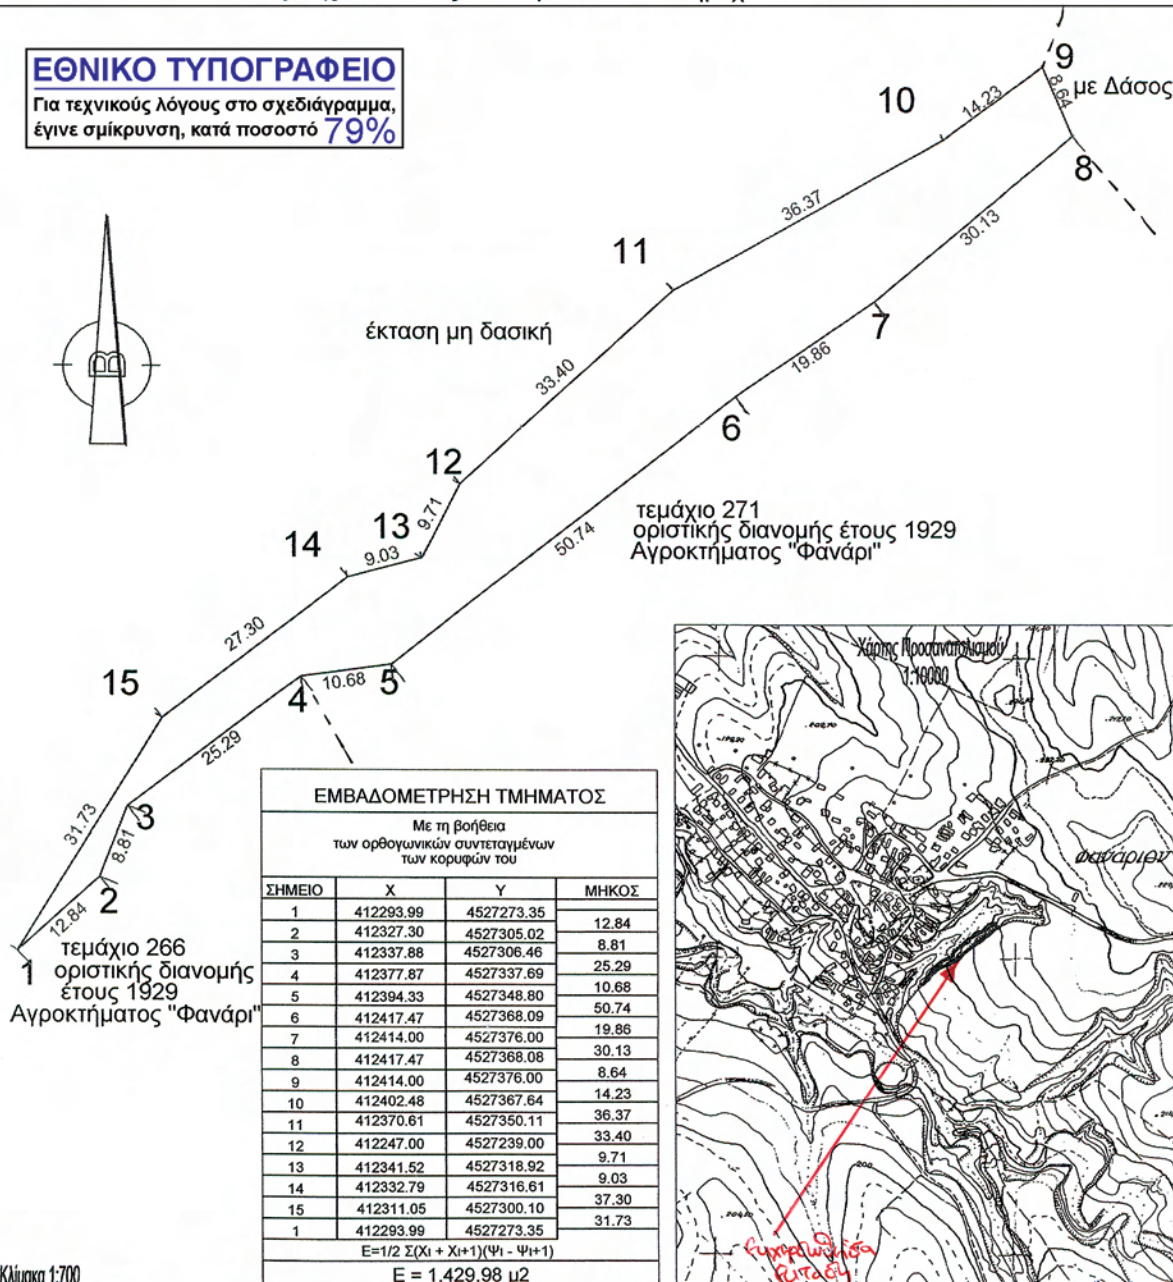 ΕΘΝΙΚΟ ΤΥΠΟΓΡΑΦΕΙΟ
Για τεχνικούς λόγους στο σχεδιάγραμμα,
έγινε σμίκρυνση, κατά ποσοστό 79%
9
με Δάσος
8.64
14.23
10
8
36.37
30.13
11
7
έκταση μη δασική
33.40
19.86
6
12
9.71
τεμάχιο 271
οριστικής διανομής έτους 1929
Αγροκτήματος "Φανάρι"
50.74
13
14
9.03
27.30
15
4
10.68
5
25.29
31.73
3
8.81
2
12.84
1
τεμάχιο 266
οριστικής διανομής
έτους 1929
Αγροκτήματος "Φανάρι"
Β
ΕΜΒΑΔΟΜΕΤΡΗΣΗ ΤΜΗΜΑΤΟΣ
Με τη βοήθεια
των ορθογωνικών συντεταγμένων
των κορυφών του
ΣΗΜΕΙΟ Χ Υ ΜΗΚΟΣ
1 412293.99 4527273.35
12.84
2 412327.30 4527305.02
8.81
3 412337.88 4527306.46
25.29
4 412377.87 4527337.69
10.68
5 412394.33 4527348.80
50.74
6 412417.47 4527368.09
19.86
7 412414.00 4527376.00
30.13
8 412417.47 4527368.08
8.64
9 412414.00 4527376.00
14.23
10 412402.48 4527367.64
36.37
11 412370.61 4527350.11
33.40
12 412247.00 4527239.00
9.71
13 412341.52 4527318.92
9.03
14 412332.79 4527316.61
37.30
15 412311.05 4527300.10
31.73
1 412293.99 4527273.35
Ε=1/2 Σ(Χι + Χι+1)(Ψι - Ψι+1)
Ε = 1.429.98 μ2
Χάρτης Προσανατολισμού
1:10000
φανάριον
Κλίμακα 1:700